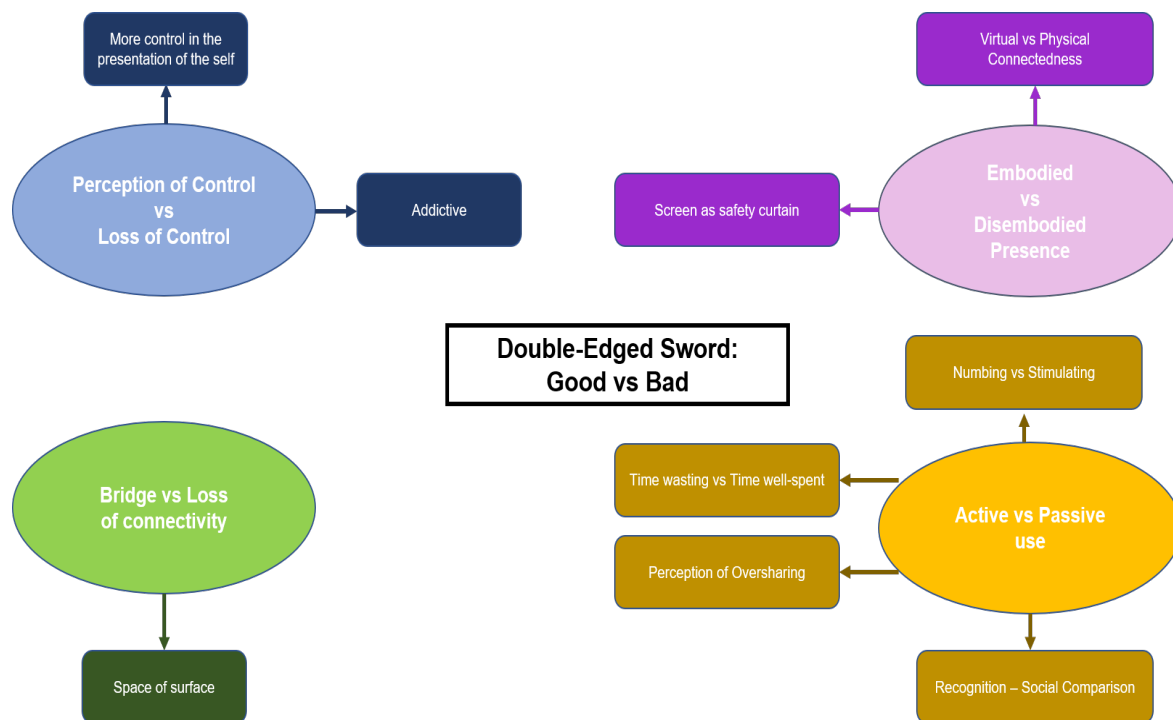 More control in the
presentation of the self
Perception of Control
vs
Loss of Control
Addictive
Virtual vs Physical
Connectedness
Screen as safety curtain
Embodied
vs
Disembodied
Presence
Double-Edged Sword:
Good vs Bad
Bridge vs Loss
of connectivity
Space of surface
Numbing vs Stimulating
Time wasting vs Time well-spent
Perception of Oversharing
Active vs Passive
use
Recognition – Social Comparison